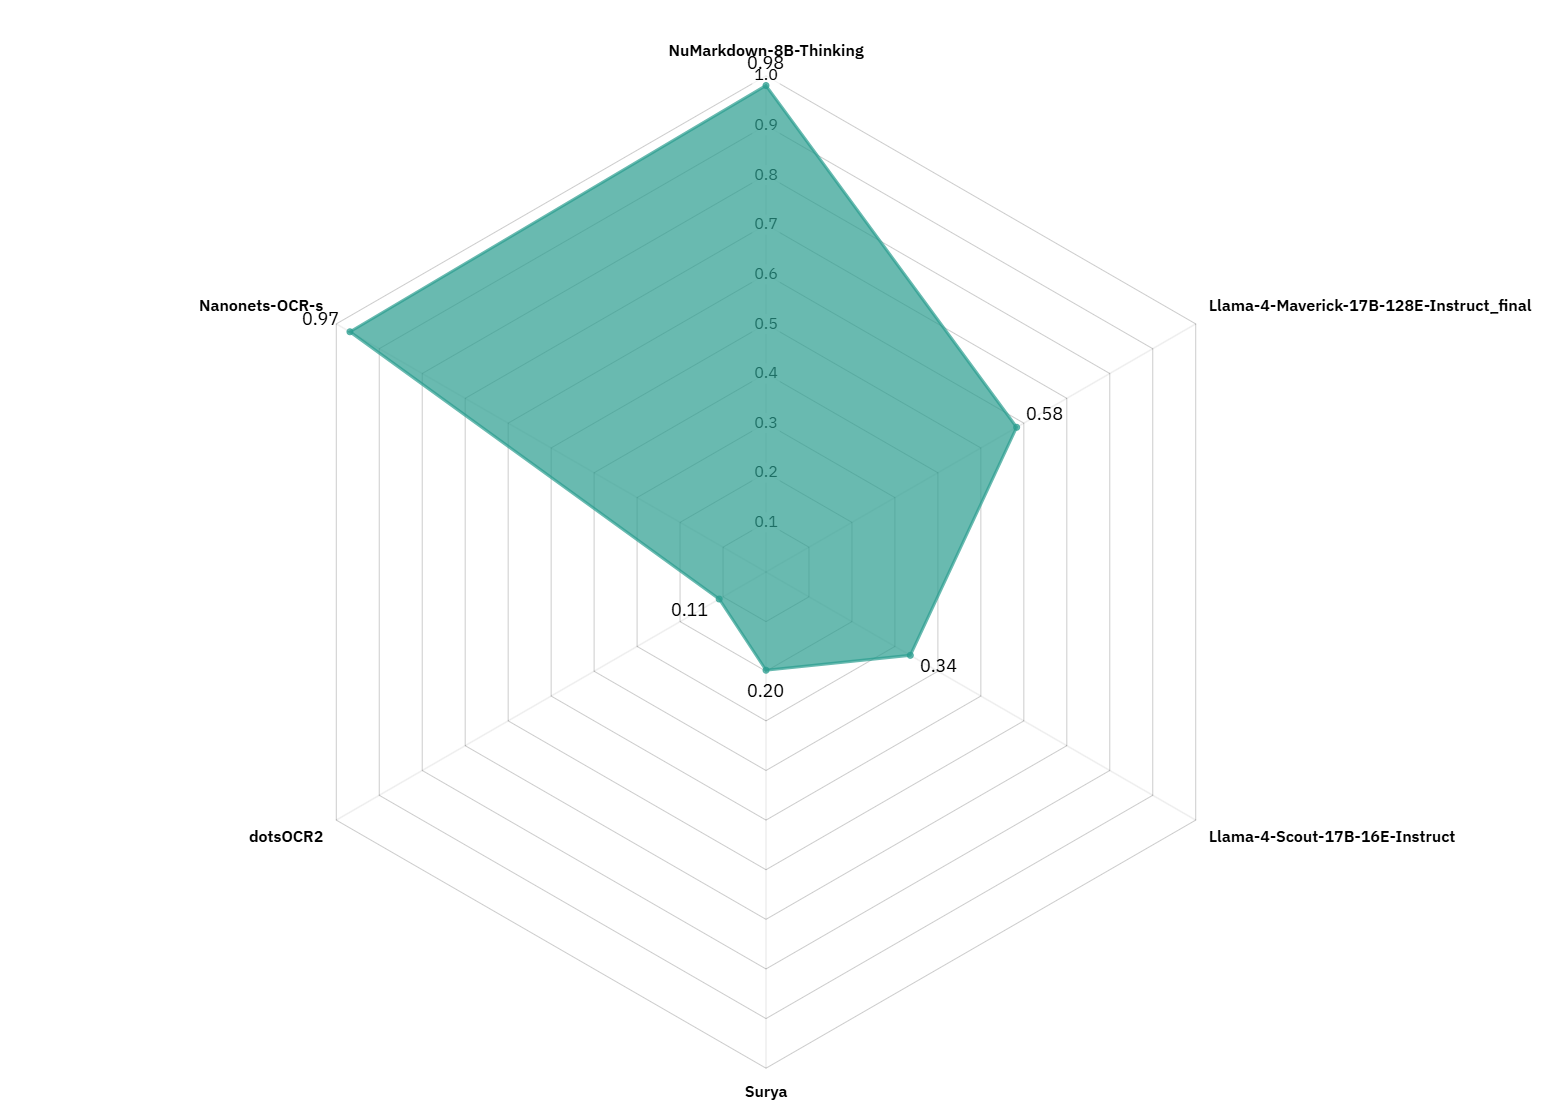 NuMarkdown-8B-Thinking
0.98
1.0
0.9
0.8
0.7
0.6
0.5
0.4
0.3
0.2
0.1
Nanonets-OCR-s
0.97
Llama-4-Maverick-17B-128E-Instruct_final
0.58
0.11
0.34
0.20
dotsOCR2
Llama-4-Scout-17B-16E-Instruct
Surya